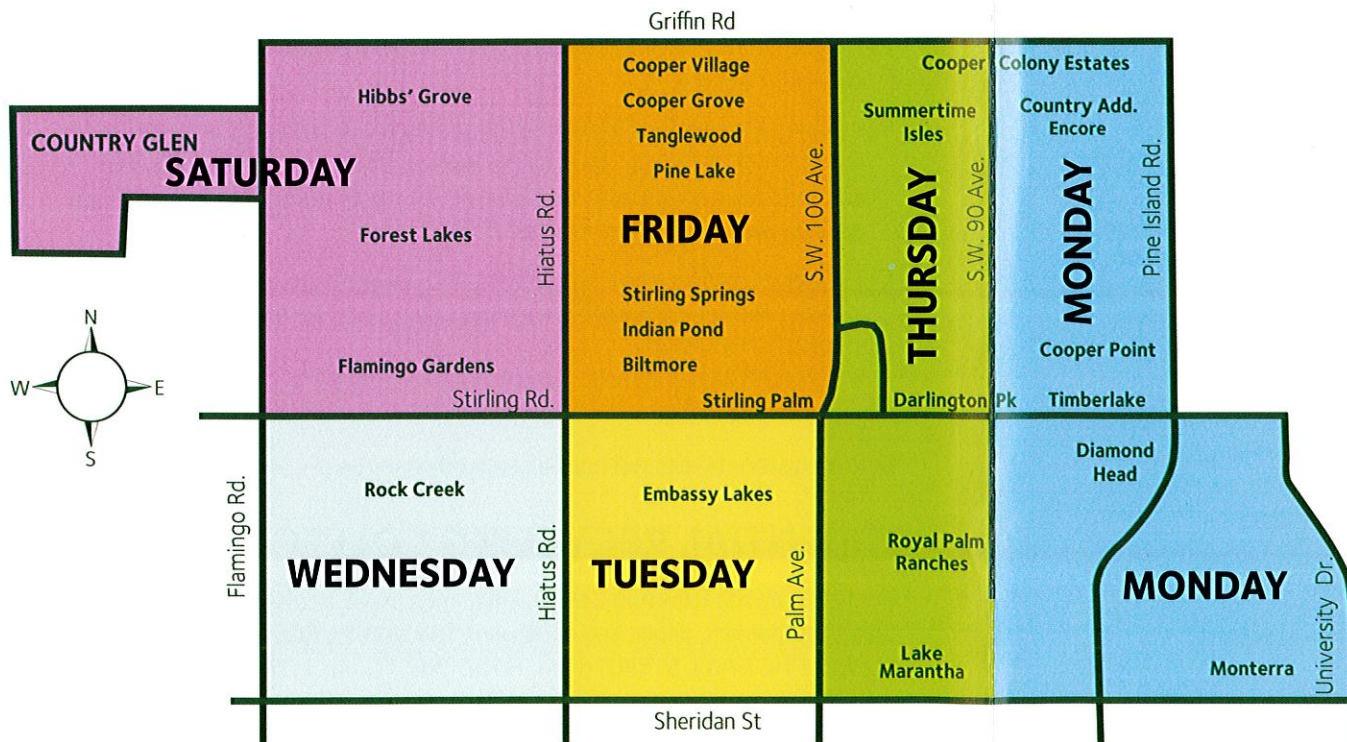 Griffin Rd
COUNTRY GLEN
SATURDAY
Hibbs' Grove
Forest Lakes
Flamingo Gardens
Stirling Rd.
Hiatus Rd.
Cooper Village
Cooper Grove
Tanglewood
Pine Lake
FRIDAY
Stirling Springs
Indian Pond
Biltmore
Stirling Palm
S.W. 100 Ave.
Cooper Colony Estates
Summertime
Isles
THURSDAY
S.W. 90 Ave.
Darlington Pk
Country Add.
Encore
MONDAY
Pine Island Rd.
Cooper Point
Timberlake
N
W
E
S
Flamingo Rd.
Rock Creek
WEDNESDAY
Hiatus Rd.
Embassy Lakes
TUESDAY
Palm Ave.
Royal Palm
Ranches
Lake
Marantha
Diamond
Head
MONDAY
Monterra
University Dr.
Sheridan St